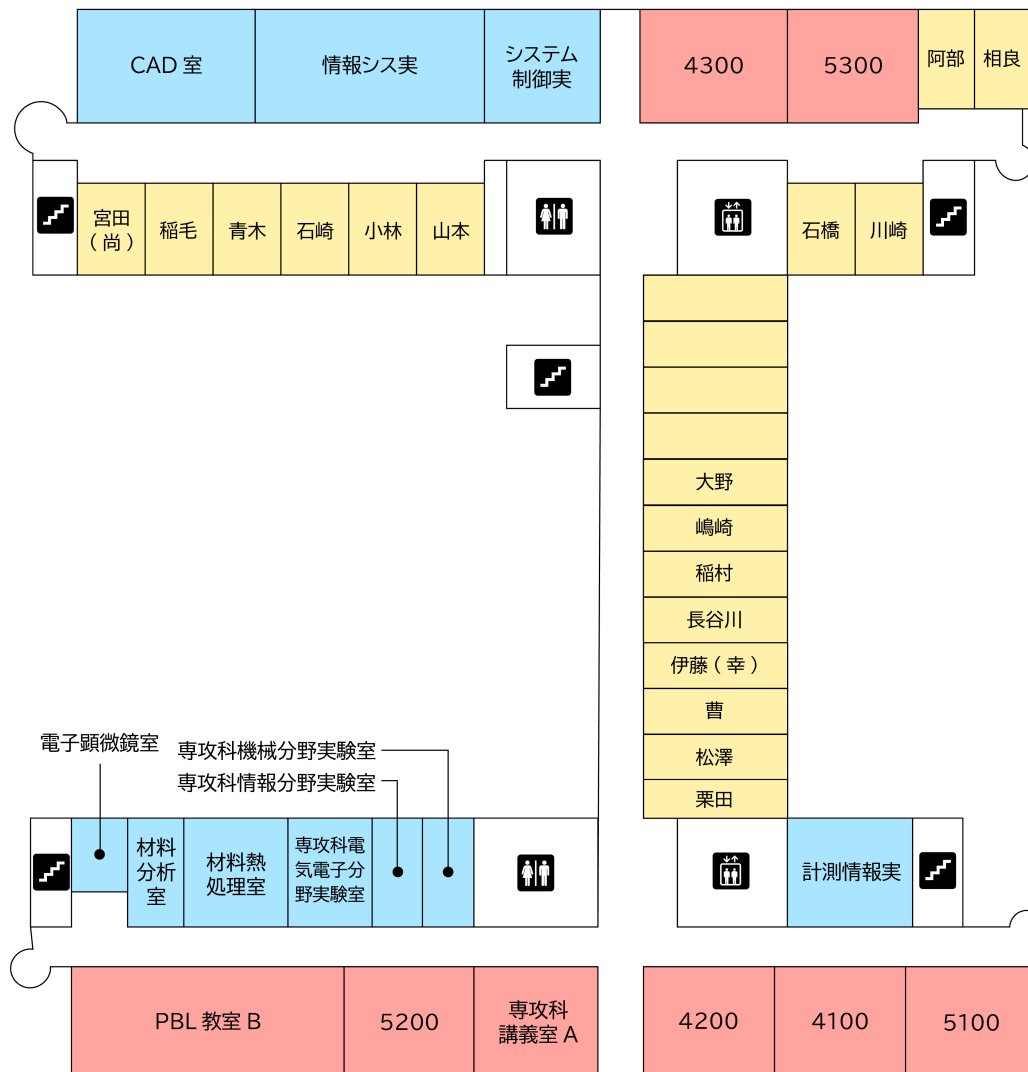 CAD 室
情報シス実
システム
制御実
4300
5300
阿部
相良
宮田
（尚）
稲毛
青木
石崎
小林
山本
石橋
川崎
大野
嶋崎
稲村
長谷川
伊藤（幸）
曹
松澤
栗田
電子顕微鏡室
専攻科機械分野実験室
専攻科情報分野実験室
材料
分析
室
材料熱
処理室
専攻科電
気電子分
野実験室
計測情報実
PBL 教室 B
5200
専攻科
講義室 A
4200
4100
5100